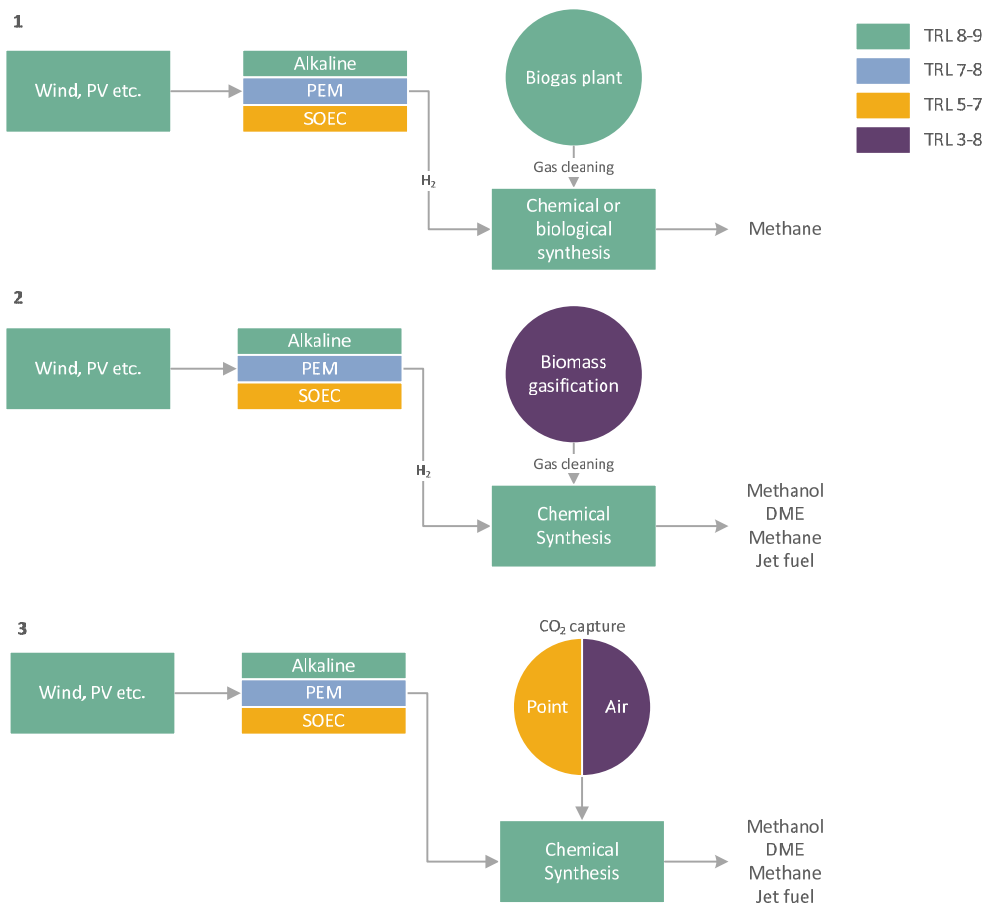 1
Wind, PV etc.
Alkaline
PEM
SOEC
H₂
Biogas plant
Gas cleaning
Chemical or
biological
synthesis
Methane
TRL 8-9
TRL 7-8
TRL 5-7
TRL 3-8
2
Wind, PV etc.
Alkaline
PEM
SOEC
H₂
Biomass
gasification
Gas cleaning
Chemical
Synthesis
Methanol
DME
Methane
Jet fuel
3
Wind, PV etc.
Alkaline
PEM
SOEC
CO₂ capture
Point
Air
Chemical
Synthesis
Methanol
DME
Methane
Jet fuel